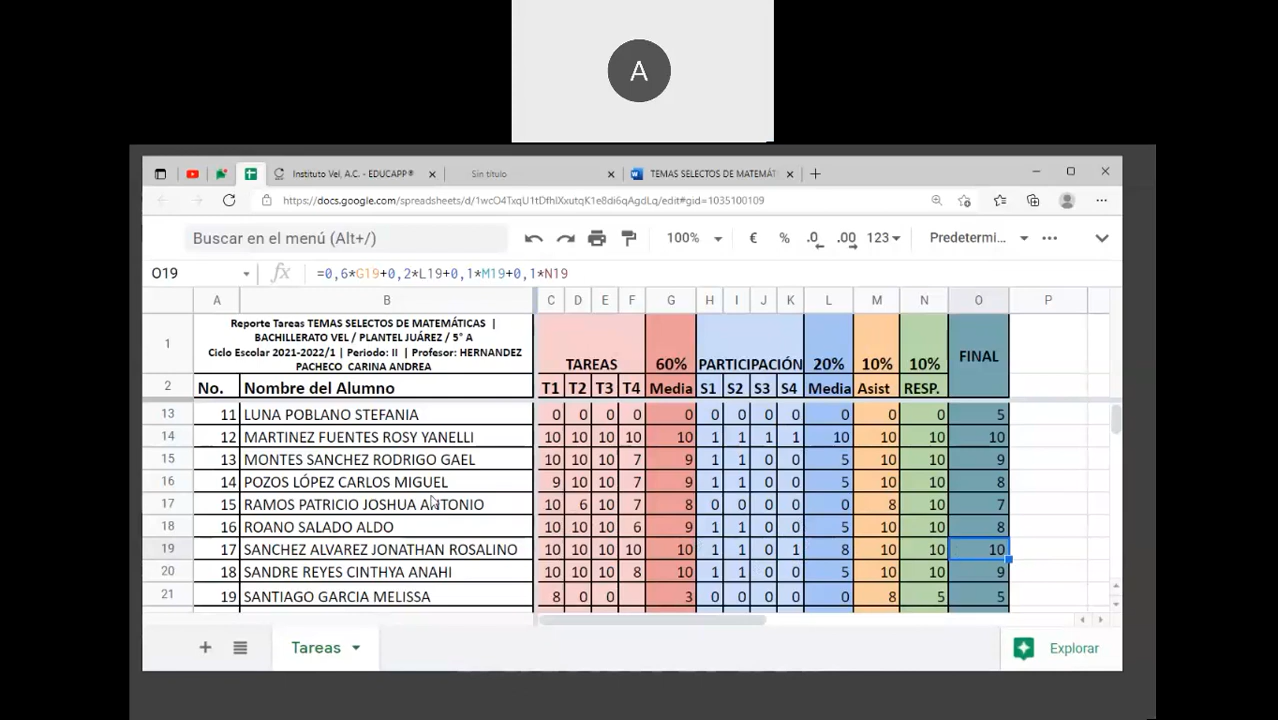 A
Instituto Vel, A.C. - EDUCAPP®
Sin título
TEMAS SELECTOS DE MATEMÁT
https://docs.google.com/spreadsheets/d/1wcO4TxqU1tDfhIXxutqK1e8di6qAgdLq/edit#gid=1035100109
Buscar en el menú (Alt+/)
100%
€ % .0 .00 123
Predetermi...
O19
fx
=0,6*G19+0,2*L19+0,1*M19+0,1*N19
A B C D E F G H I J K L M N O P
1
Reporte Tareas TEMAS SELECTOS DE MATEMÁTICAS |
BACHILLERATO VEL / PLANTEL JUÁREZ / 5° A
Ciclo Escolar 2021-2022/1 | Periodo: II | Profesor: HERNANDEZ
PACHECO CARINA ANDREA
TAREAS 60% PARTICIPACIÓN 20% 10% 10% FINAL
2 No. Nombre del Alumno T1 T2 T3 T4 Media S1 S2 S3 S4 Media Asist RESP.
13 11 LUNA POBLANO STEFANIA 0 0 0 0 0 0 0 0 0 0 0 0 5
14 12 MARTINEZ FUENTES ROSY YANELLI 10 10 10 10 10 1 1 1 1 10 10 10 10
15 13 MONTES SANCHEZ RODRIGO GAEL 10 10 10 7 9 1 1 0 0 5 10 10 9
16 14 POZOS LÓPEZ CARLOS MIGUEL 9 10 10 7 9 1 1 0 0 5 10 10 8
17 15 RAMOS PATRICIO JOSHUA ANTONIO 10 6 10 7 8 0 0 0 0 0 8 10 7
18 16 ROANO SALADO ALDO 10 10 10 6 9 1 1 0 0 5 10 10 8
19 17 SANCHEZ ALVAREZ JONATHAN ROSALINO 10 10 10 10 10 1 1 0 1 8 10 10 10
20 18 SANDRE REYES CINTHYA ANAHI 10 10 10 8 10 1 1 0 0 5 10 10 9
21 19 SANTIAGO GARCIA MELISSA 8 0 0 3 0 0 0 0 0 8 5 5
Tareas
Explorar